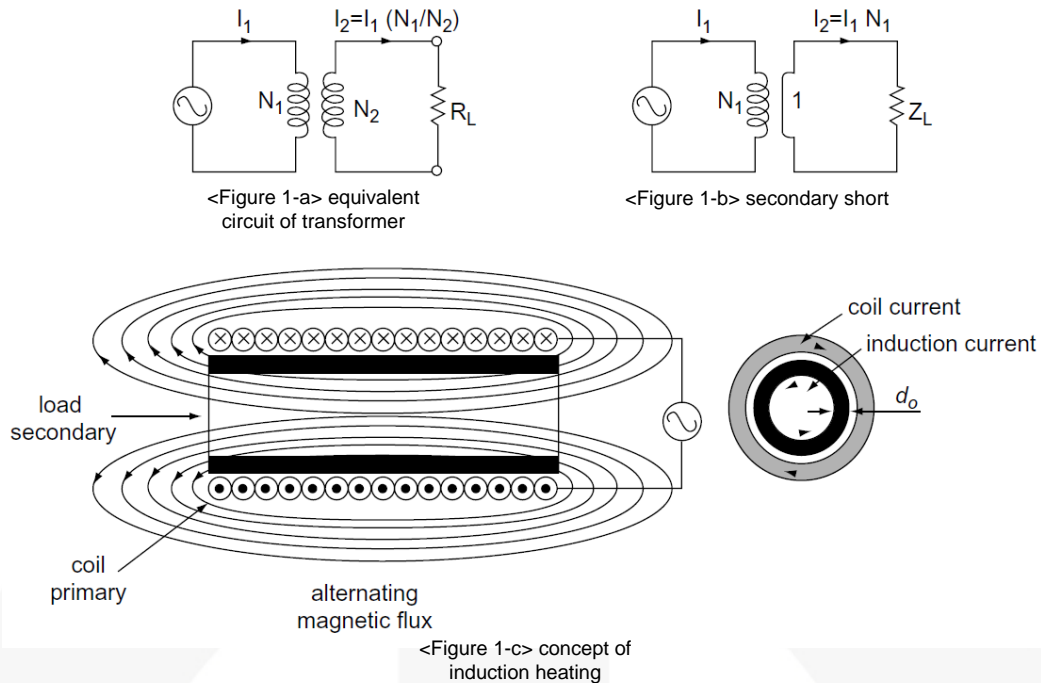 I₁
I₂=I₁ (N₁/N₂)
N₁
N₂
R_L
<Figure 1-a> equivalent
circuit of transformer
I₁
I₂=I₁ N₁
N₁
1
Z_L
<Figure 1-b> secondary short
load
secondary
coil
primary
alternating
magnetic flux
coil current
induction current
dₒ
<Figure 1-c> concept of
induction heating